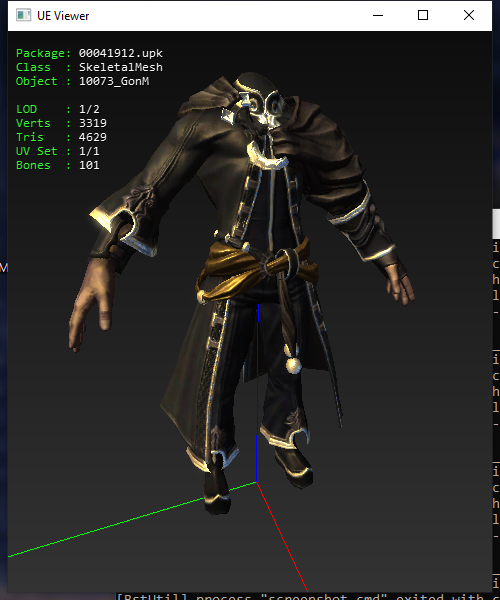 UE Viewer
Package: 00041912.upk
Class : SkeletalMesh
Object : 10073_GonM
LOD : 1/2
Verts : 3319
Tris : 4629
UV Set : 1/1
Bones : 101
M
i
c
h
l
-
i
c
h
l
-
i
c
h
l
-
i
[RstUtil] process "screenshot.cmd" exited with c